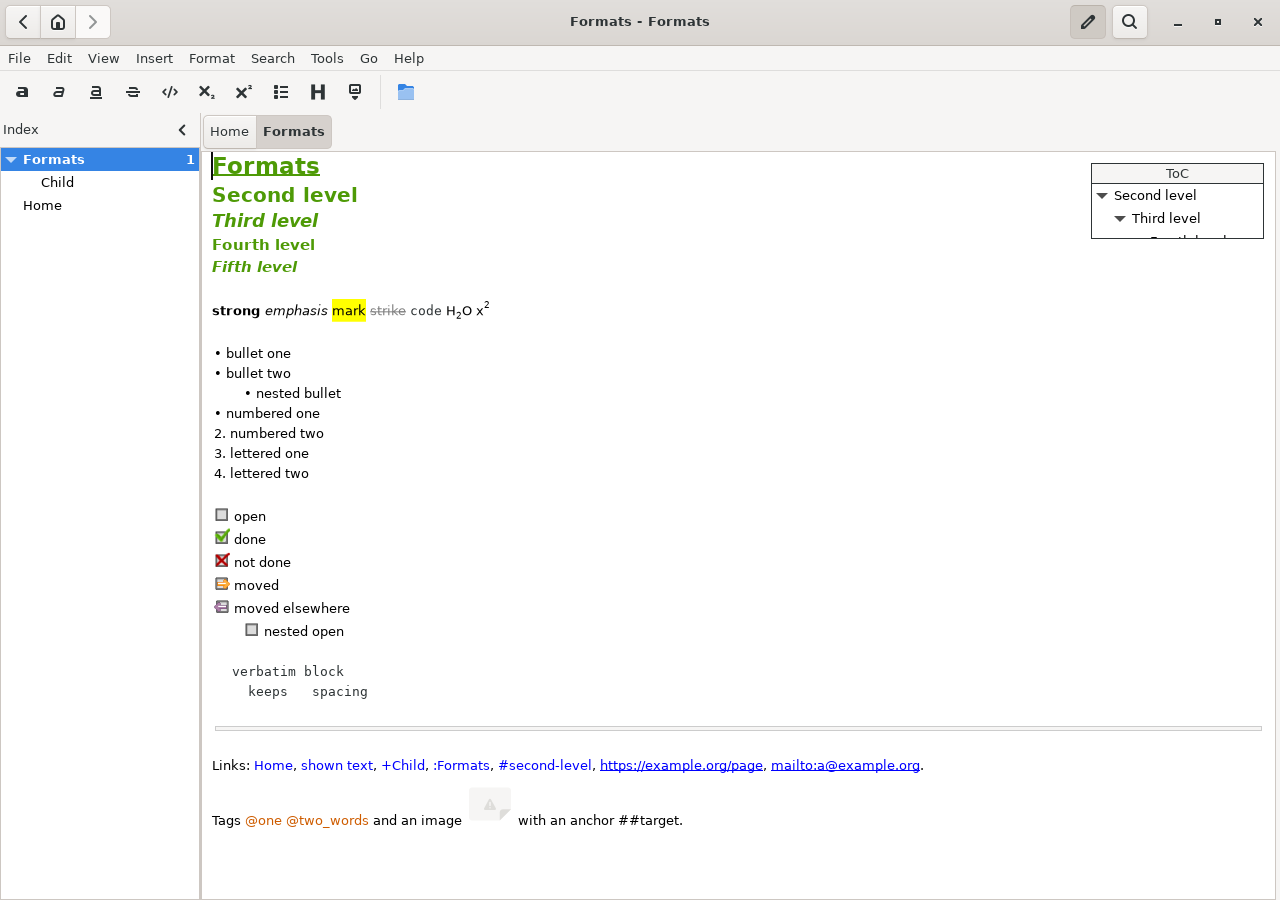 Formats - Formats
File Edit View Insert Format Search Tools Go Help
Index
Home Formats
Formats 1
Child
Home
Formats
Second level
Third level
Fourth level
Fifth level
ToC
Second level
Third level
strong emphasis mark strike code H₂O x²
• bullet one
• bullet two
• nested bullet
• numbered one
2. numbered two
3. lettered one
4. lettered two
open
done
not done
moved
moved elsewhere
nested open
verbatim block
keeps   spacing
Links: Home, shown text, +Child, :Formats, #second-level, https://example.org/page, mailto:a@example.org.
Tags @one @two_words and an image with an anchor ##target.